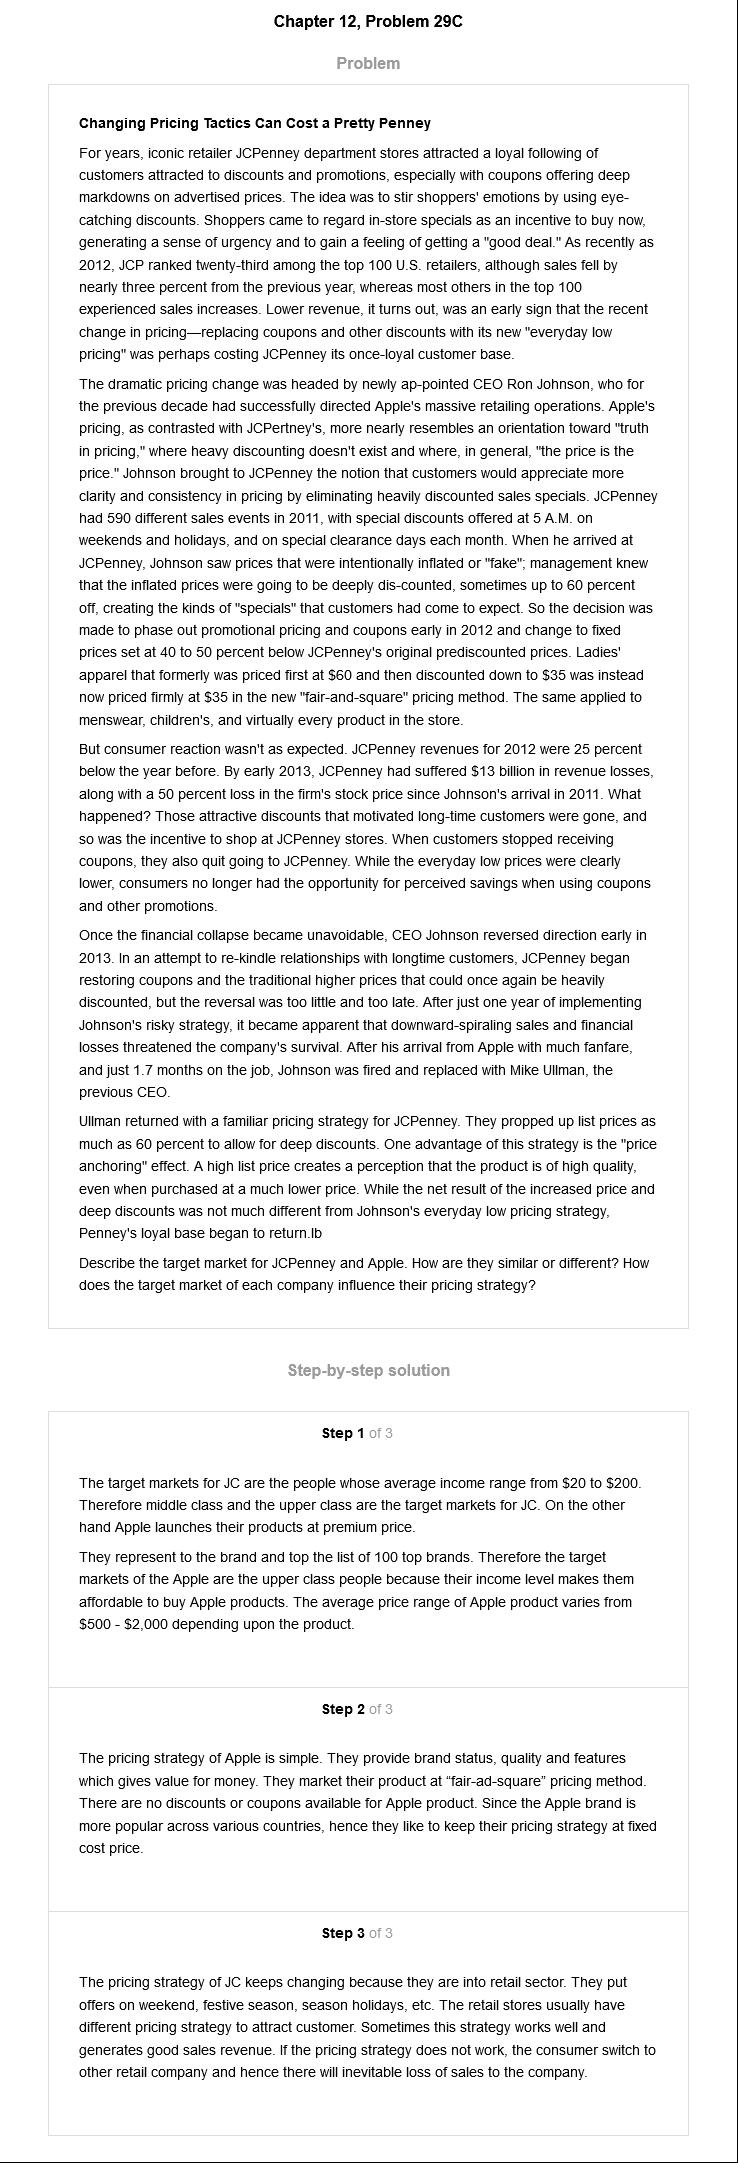 Chapter 12, Problem 29C
Problem
Changing Pricing Tactics Can Cost a Pretty Penney
For years, iconic retailer JCPenney department stores attracted a loyal following of
customers attracted to discounts and promotions, especially with coupons offering deep
markdowns on advertised prices. The idea was to stir shoppers' emotions by using eye-
catching discounts. Shoppers came to regard in-store specials as an incentive to buy now,
generating a sense of urgency and to gain a feeling of getting a "good deal." As recently as
2012, JCP ranked twenty-third among the top 100 U.S. retailers, although sales fell by
nearly three percent from the previous year, whereas most others in the top 100
experienced sales increases. Lower revenue, it turns out, was an early sign that the recent
change in pricing—replacing coupons and other discounts with its new "everyday low
pricing" was perhaps costing JCPenney its once-loyal customer base.
The dramatic pricing change was headed by newly ap-pointed CEO Ron Johnson, who for
the previous decade had successfully directed Apple's massive retailing operations. Apple's
pricing, as contrasted with JCPertney's, more nearly resembles an orientation toward "truth
in pricing," where heavy discounting doesn't exist and where, in general, "the price is the
price." Johnson brought to JCPenney the notion that customers would appreciate more
clarity and consistency in pricing by eliminating heavily discounted sales specials. JCPenney
had 590 different sales events in 2011, with special discounts offered at 5 A.M. on
weekends and holidays, and on special clearance days each month. When he arrived at
JCPenney, Johnson saw prices that were intentionally inflated or "fake"; management knew
that the inflated prices were going to be deeply dis-counted, sometimes up to 60 percent
off, creating the kinds of "specials" that customers had come to expect. So the decision was
made to phase out promotional pricing and coupons early in 2012 and change to fixed
prices set at 40 to 50 percent below JCPenney's original prediscounted prices. Ladies'
apparel that formerly was priced first at $60 and then discounted down to $35 was instead
now priced firmly at $35 in the new "fair-and-square" pricing method. The same applied to
menswear, children's, and virtually every product in the store.
But consumer reaction wasn't as expected. JCPenney revenues for 2012 were 25 percent
below the year before. By early 2013, JCPenney had suffered $13 billion in revenue losses,
along with a 50 percent loss in the firm's stock price since Johnson's arrival in 2011. What
happened? Those attractive discounts that motivated long-time customers were gone, and
so was the incentive to shop at JCPenney stores. When customers stopped receiving
coupons, they also quit going to JCPenney. While the everyday low prices were clearly
lower, consumers no longer had the opportunity for perceived savings when using coupons
and other promotions.
Once the financial collapse became unavoidable, CEO Johnson reversed direction early in
2013. In an attempt to re-kindle relationships with longtime customers, JCPenney began
restoring coupons and the traditional higher prices that could once again be heavily
discounted, but the reversal was too little and too late. After just one year of implementing
Johnson's risky strategy, it became apparent that downward-spiraling sales and financial
losses threatened the company's survival. After his arrival from Apple with much fanfare,
and just 1.7 months on the job, Johnson was fired and replaced with Mike Ullman, the
previous CEO.
Ullman returned with a familiar pricing strategy for JCPenney. They propped up list prices as
much as 60 percent to allow for deep discounts. One advantage of this strategy is the "price
anchoring" effect. A high list price creates a perception that the product is of high quality,
even when purchased at a much lower price. While the net result of the increased price and
deep discounts was not much different from Johnson's everyday low pricing strategy,
Penney's loyal base began to return.lb
Describe the target market for JCPenney and Apple. How are they similar or different? How
does the target market of each company influence their pricing strategy?
Step-by-step solution
Step 1 of 3
The target markets for JC are the people whose average income range from $20 to $200.
Therefore middle class and the upper class are the target markets for JC. On the other
hand Apple launches their products at premium price.
They represent to the brand and top the list of 100 top brands. Therefore the target
markets of the Apple are the upper class people because their income level makes them
affordable to buy Apple products. The average price range of Apple product varies from
$500 - $2,000 depending upon the product.
Step 2 of 3
The pricing strategy of Apple is simple. They provide brand status, quality and features
which gives value for money. They market their product at “fair-ad-square” pricing method.
There are no discounts or coupons available for Apple product. Since the Apple brand is
more popular across various countries, hence they like to keep their pricing strategy at fixed
cost price.
Step 3 of 3
The pricing strategy of JC keeps changing because they are into retail sector. They put
offers on weekend, festive season, season holidays, etc. The retail stores usually have
different pricing strategy to attract customer. Sometimes this strategy works well and
generates good sales revenue. If the pricing strategy does not work, the consumer switch to
other retail company and hence there will inevitable loss of sales to the company.